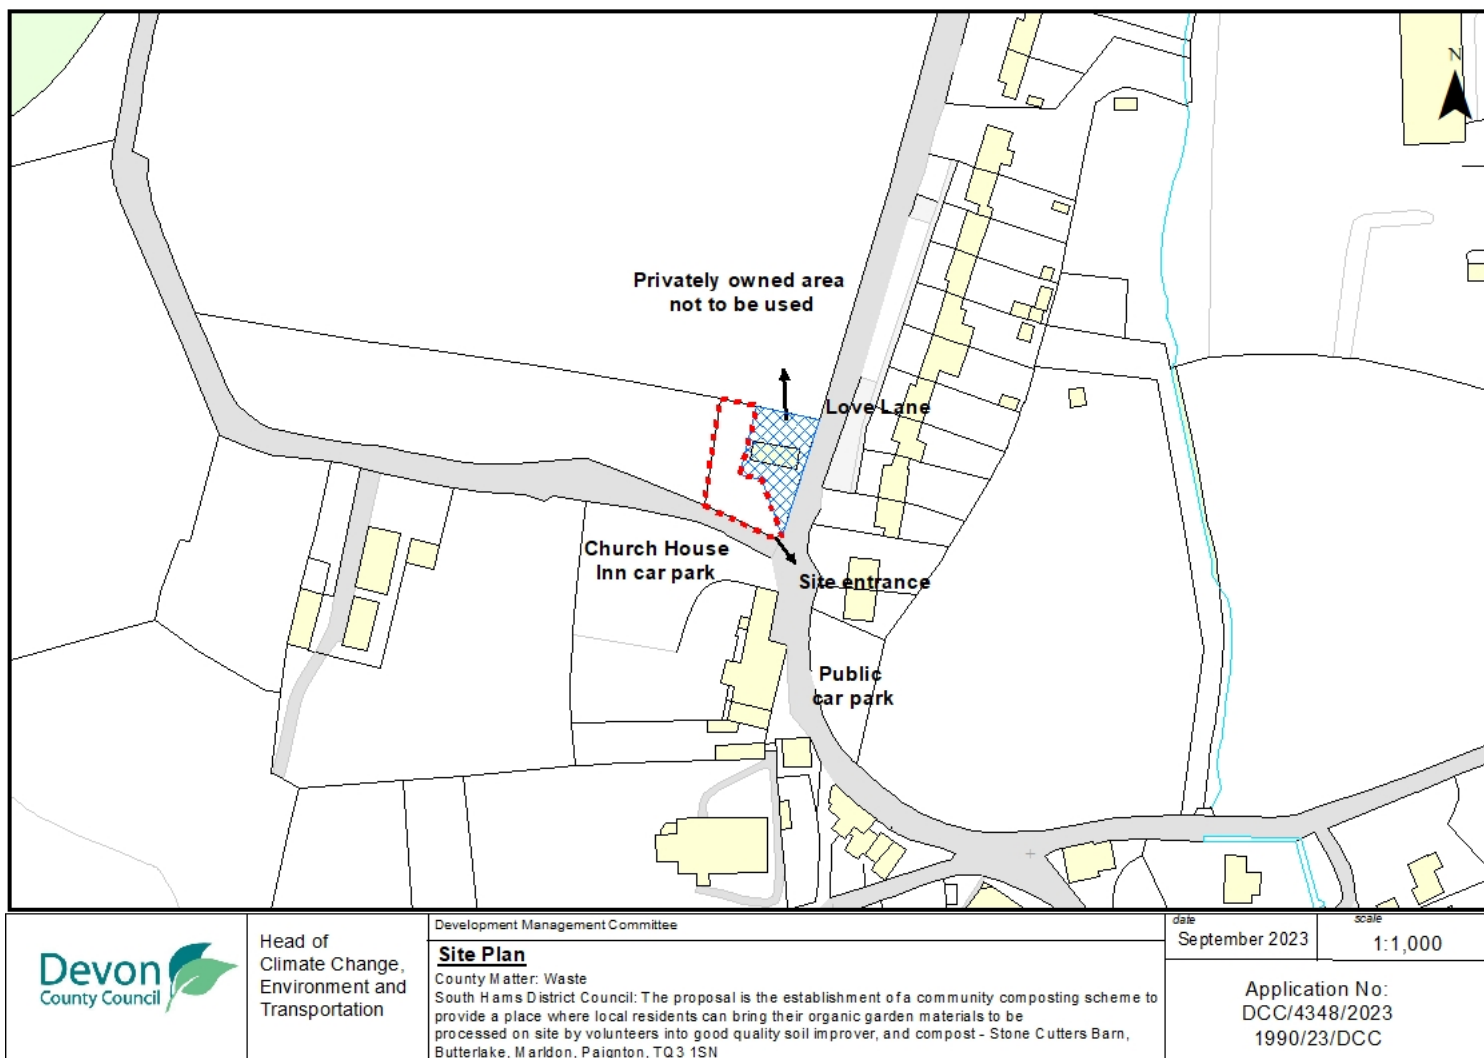 N
Privately owned area
not to be used
Love Lane
Church House
Inn car park
Site entrance
Public
car park
Devon
County Council
Head of
Climate Change,
Environment and
Transportation
Development Management Committee
Site Plan
County Matter: Waste
South Hams District Council: The proposal is the establishment of a community composting scheme to
provide a place where local residents can bring their organic garden materials to be
processed on site by volunteers into good quality soil improver, and compost - Stone Cutters Barn,
Butterlake, Marldon, Paignton, TQ3 1SN
date
September 2023
scale
1:1,000
Application No:
DCC/4348/2023
1990/23/DCC